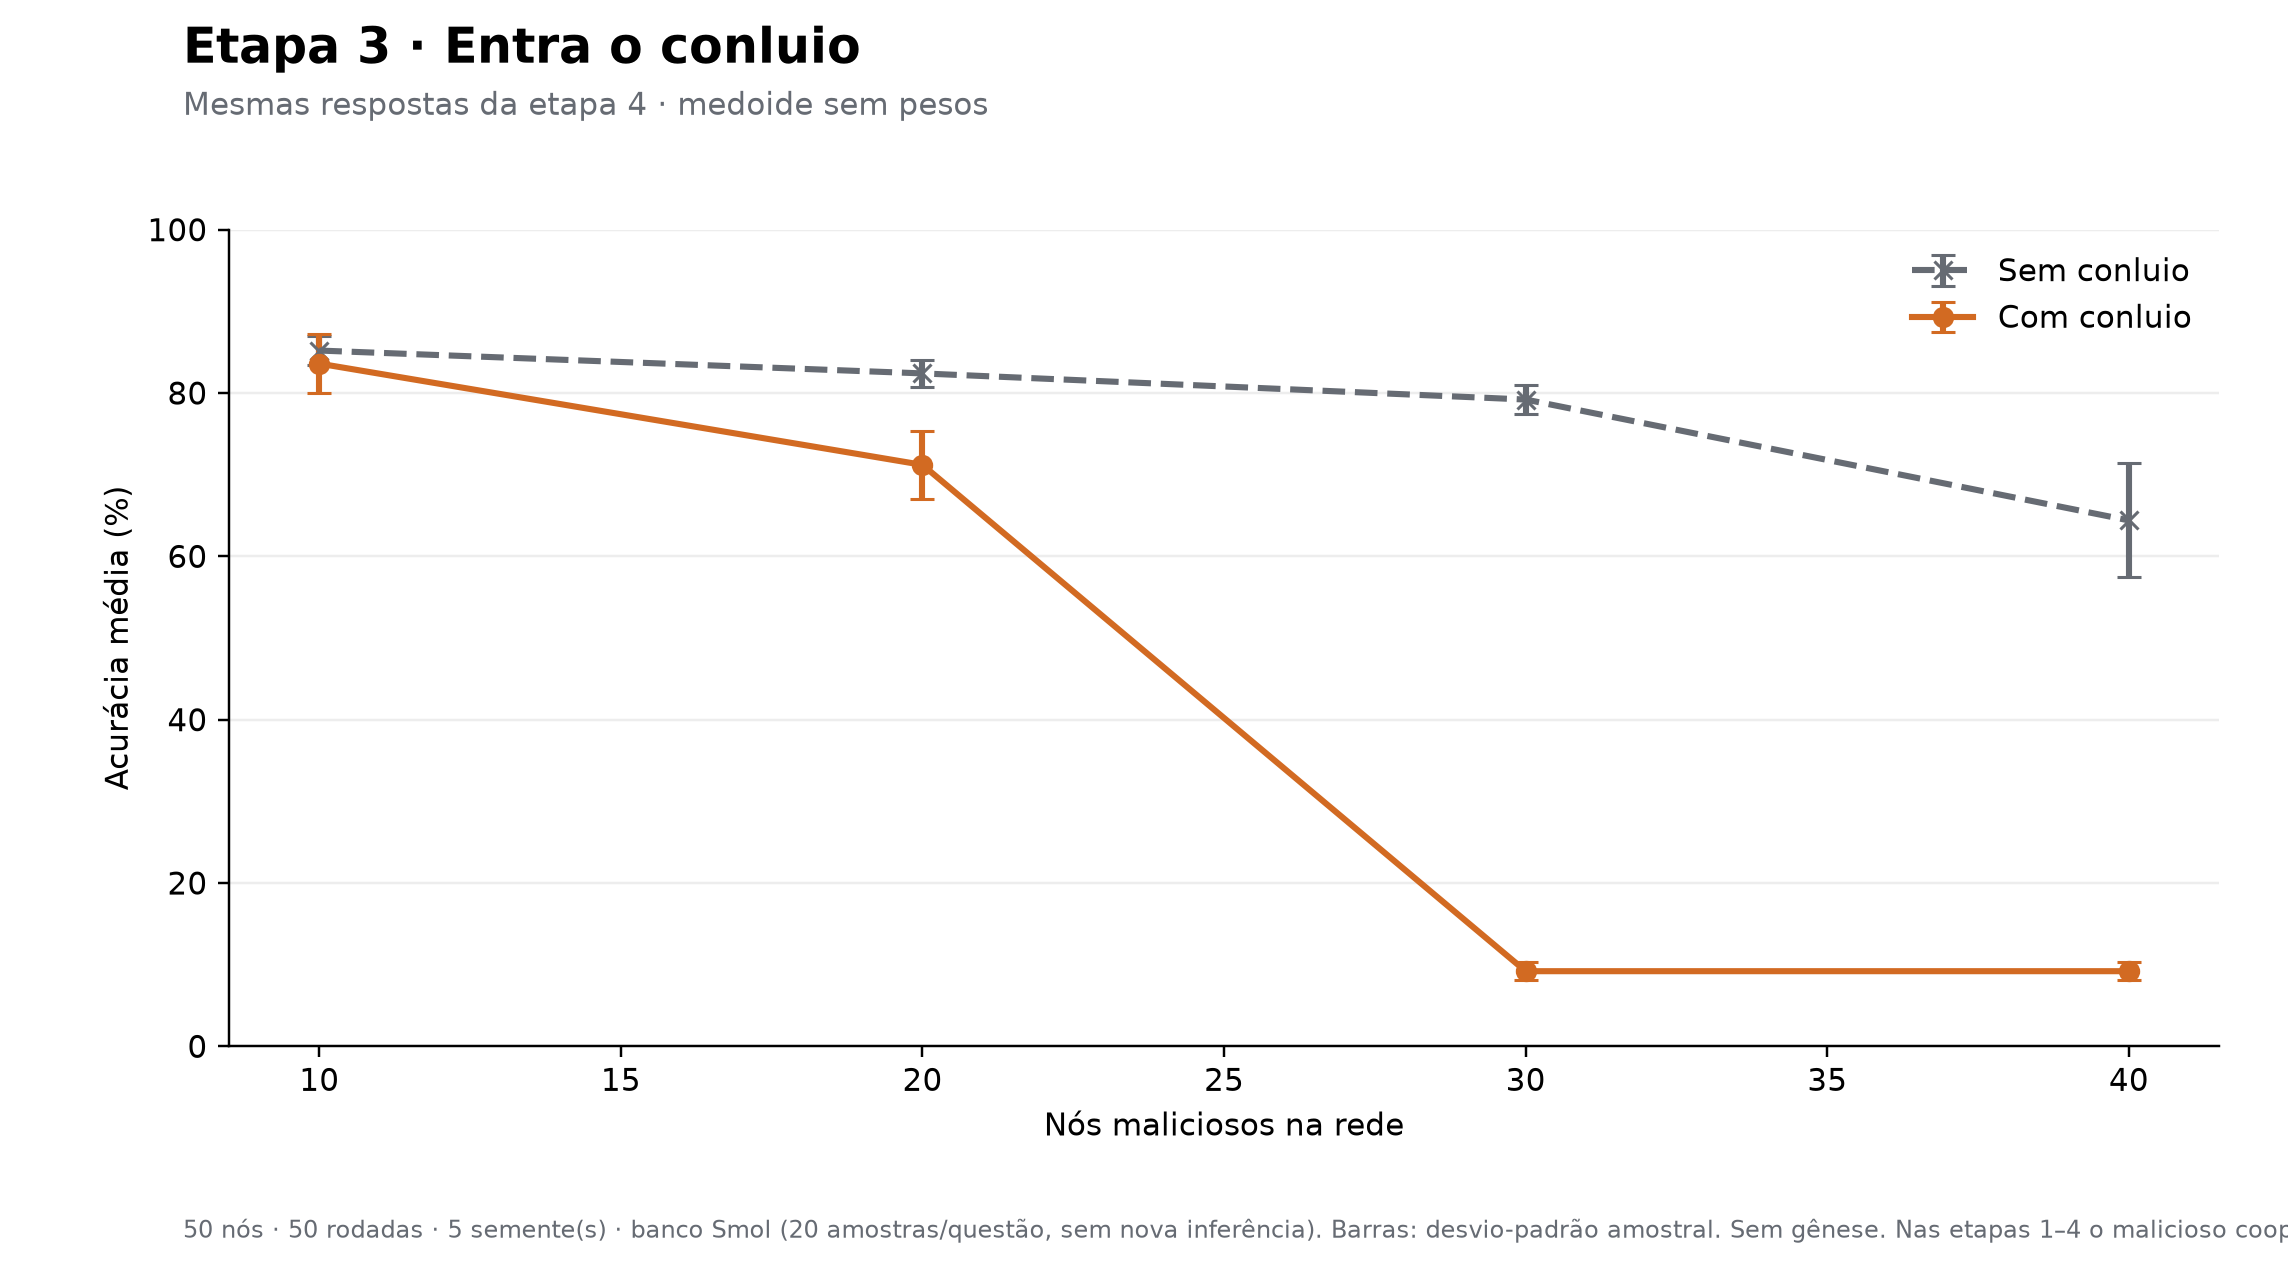 Etapa 3 · Entra o conluio
Mesmas respostas da etapa 4 · medoide sem pesos
100
80
60
40
20
0
Acurácia média (%)
Sem conluio
Com conluio
10 15 20 25 30 35 40
Nós maliciosos na rede
50 nós · 50 rodadas · 5 semente(s) · banco Smol (20 amostras/questão, sem nova inferência). Barras: desvio-padrão amostral. Sem gênese. Nas etapas 1–4 o malicioso coop